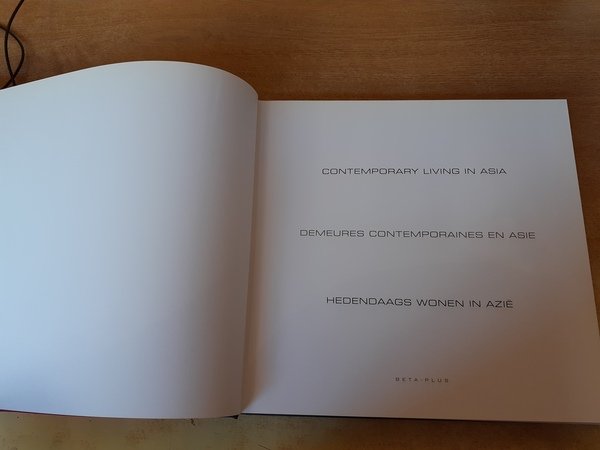 CONTEMPORARY LIVING IN ASIA
DEMEURES CONTEMPORAINES EN ASIE
HEDENDAAGS WONEN IN AZIË
BETA-PLUS